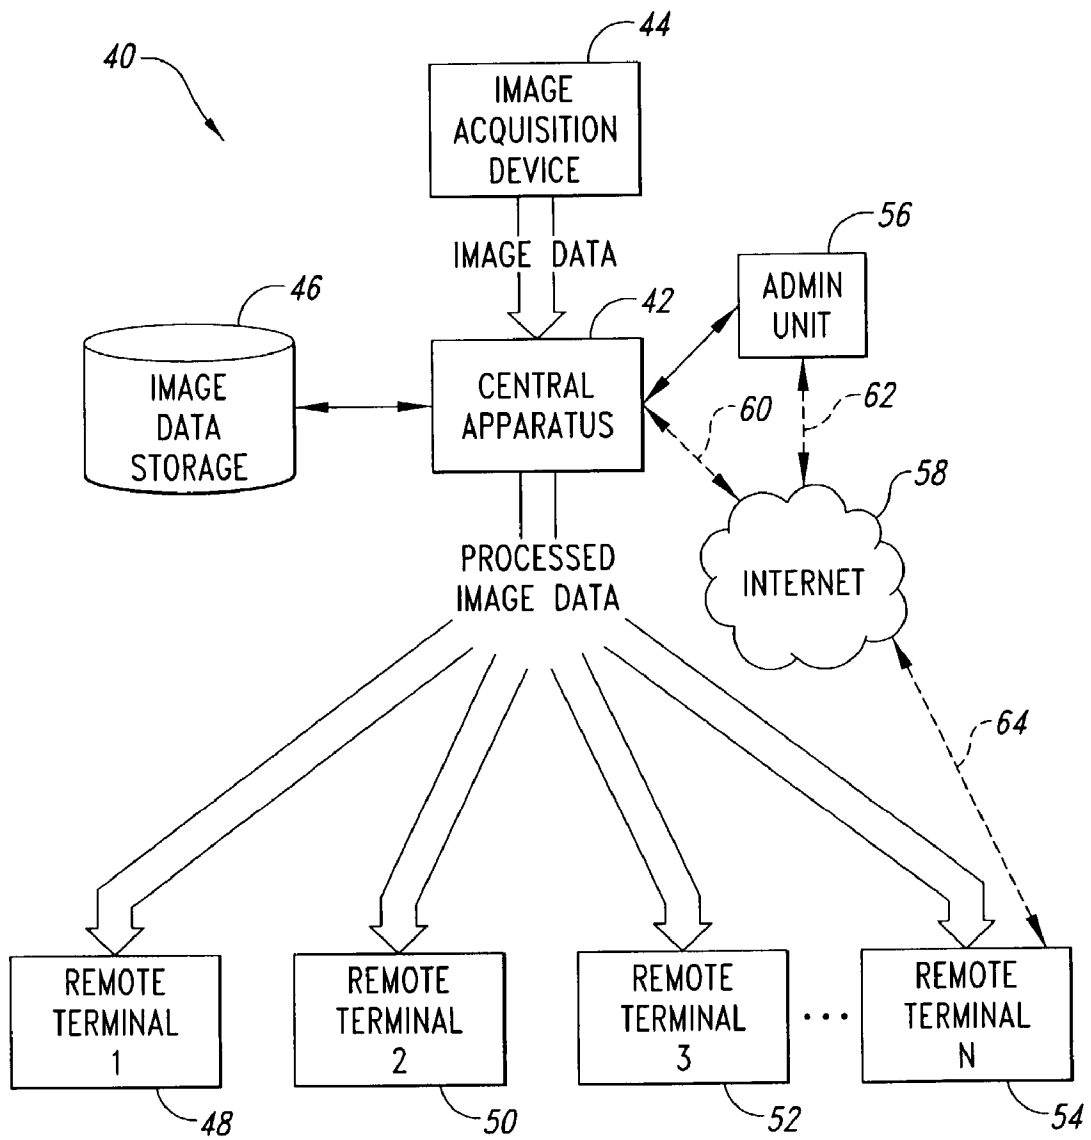 40
44
IMAGE
ACQUISITION
DEVICE
IMAGE DATA
56
ADMIN
UNIT
46
IMAGE
DATA
STORAGE
42
CENTRAL
APPARATUS
60
62
58
INTERNET
PROCESSED
IMAGE DATA
64
REMOTE
TERMINAL
1
48
REMOTE
TERMINAL
2
50
REMOTE
TERMINAL
3
52
...
REMOTE
TERMINAL
N
54